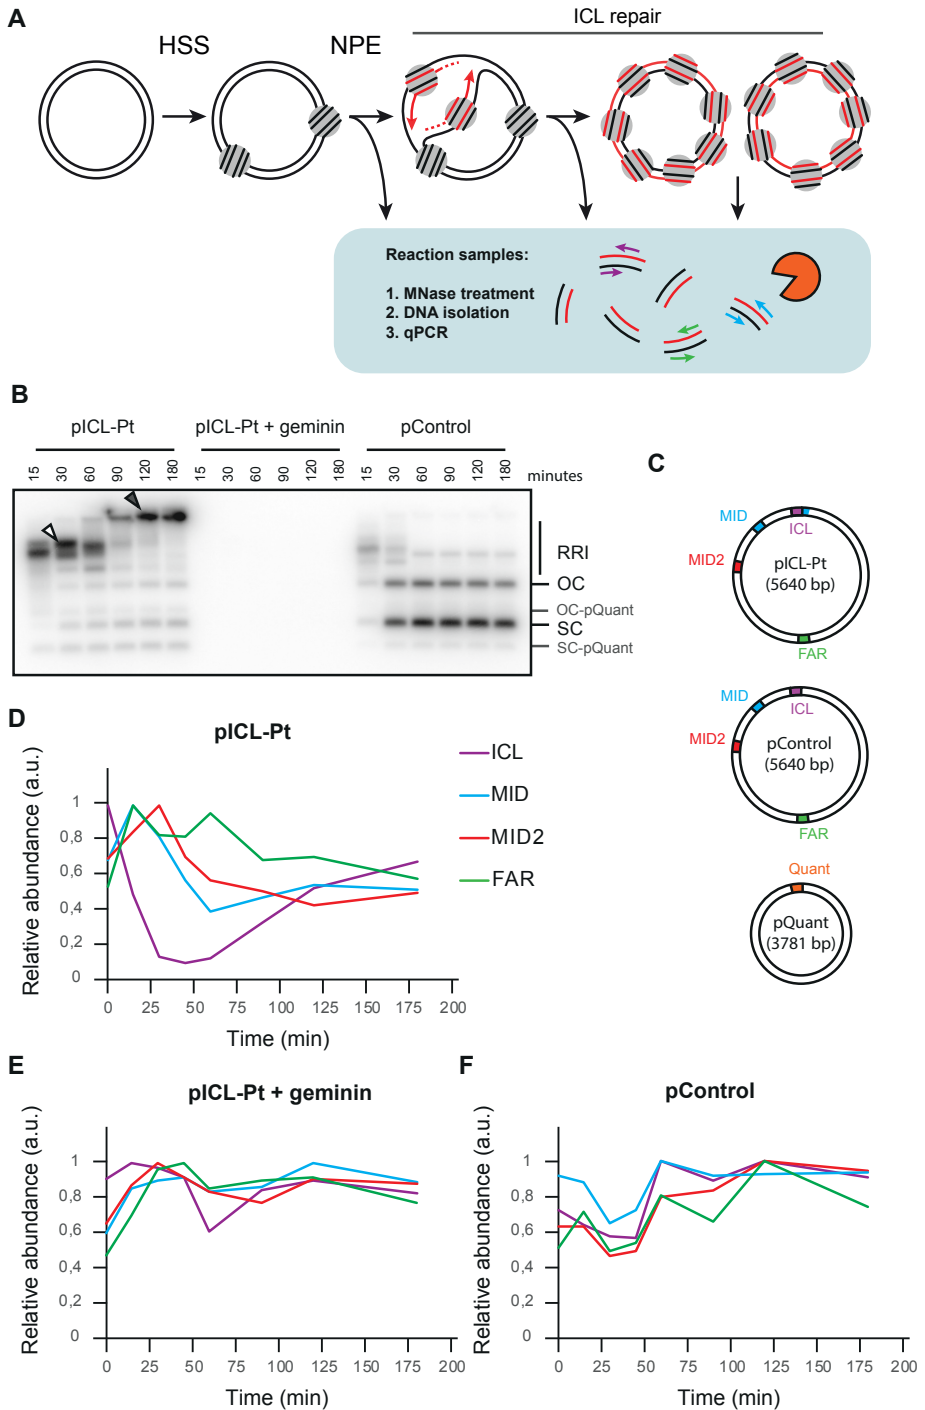 A
HSS
NPE
ICL repair
Reaction samples:
1. MNase treatment
2. DNA isolation
3. qPCR
B
pICL-Pt
pICL-Pt + geminin
pControl
15 30 60 90 120 180
15 30 60 90 120 180
15 30 60 90 120 180
minutes
RRI
OC
OC-pQuant
SC
SC-pQuant
C
MID
ICL
MID2
pICL-Pt
(5640 bp)
FAR
MID
ICL
MID2
pControl
(5640 bp)
FAR
Quant
pQuant
(3781 bp)
D
pICL-Pt
Relative abundance (a.u.)
1
0,8
0,6
0,4
0,2
0
0 25 50 75 100 125 150 175 200
Time (min)
ICL
MID
MID2
FAR
E
pICL-Pt + geminin
Relative abundance (a.u.)
1
0,8
0,6
0,4
0,2
0
0 25 50 75 100 125 150 175 200
Time (min)
F
pControl
Relative abundance (a.u.)
1
0,8
0,6
0,4
0,2
0
0 25 50 75 100 125 150 175 200
Time (min)